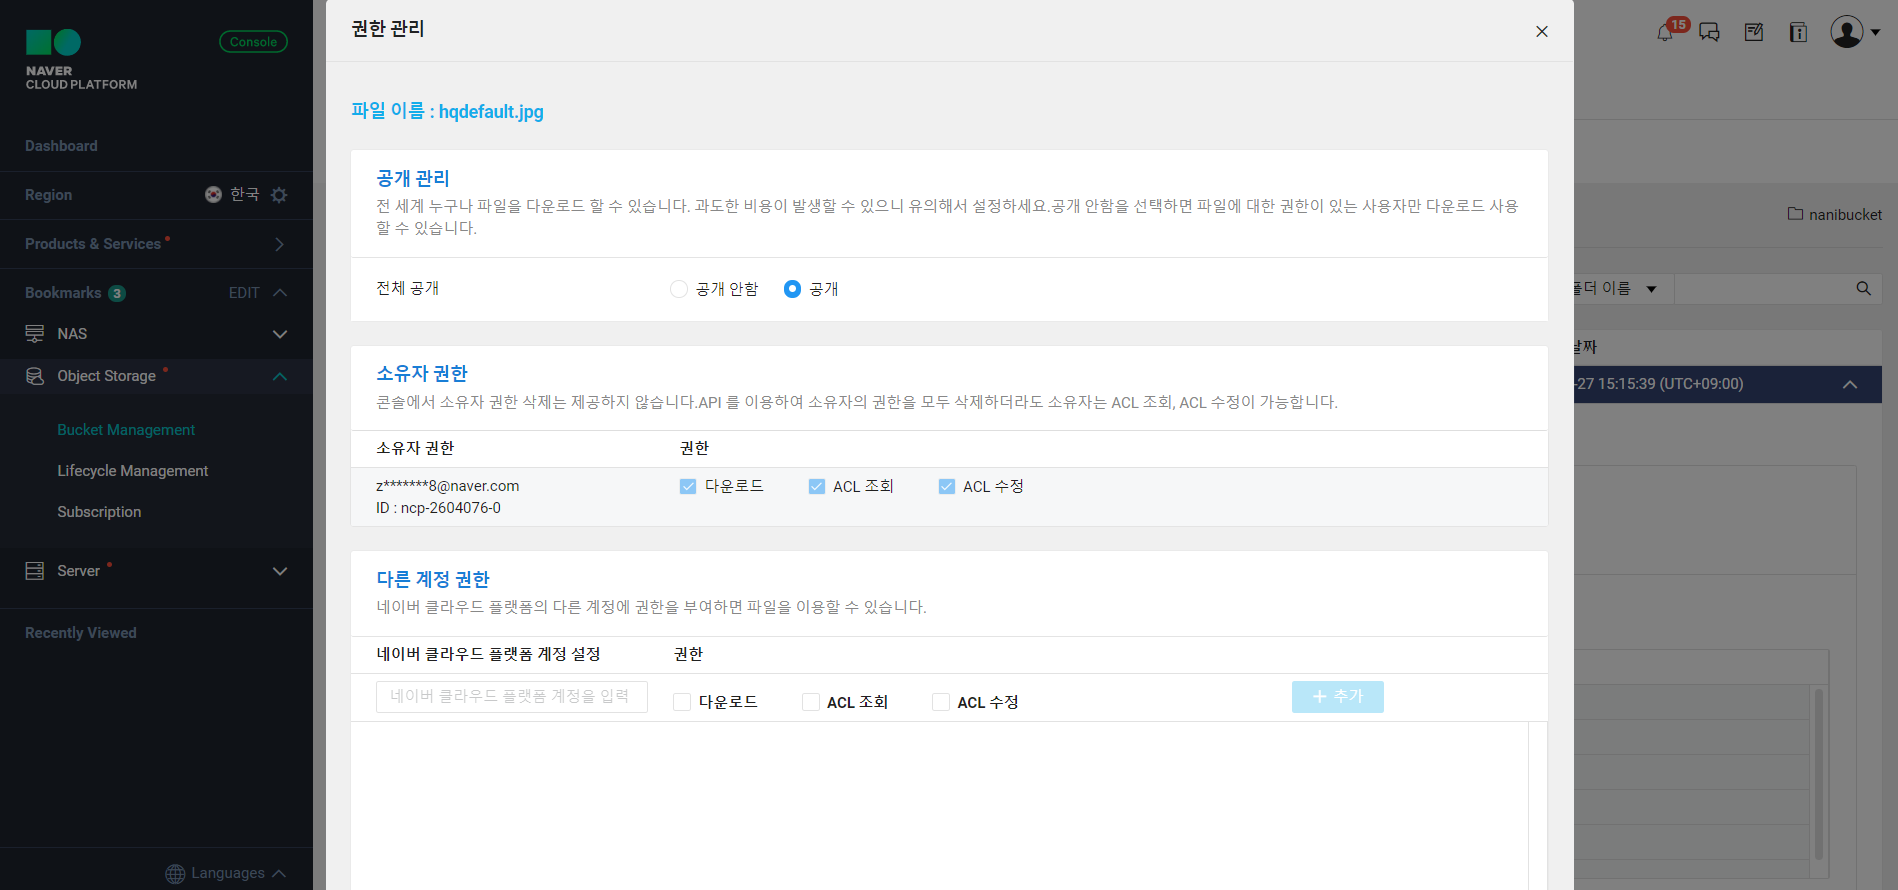 NAVER
CLOUD PLATFORM
Console
Dashboard
Region 한국
Products & Services
Bookmarks 3 EDIT
NAS
Object Storage
Bucket Management
Lifecycle Management
Subscription
Server
Recently Viewed
Languages
권한 관리
파일 이름 : hqdefault.jpg
공개 관리
전 세계 누구나 파일을 다운로드 할 수 있습니다. 과도한 비용이 발생할 수 있으니 유의해서 설정하세요.공개 안함을 선택하면 파일에 대한 권한이 있는 사용자만 다운로드 사용
할 수 있습니다.
전체 공개 공개 안함 공개
소유자 권한
콘솔에서 소유자 권한 삭제는 제공하지 않습니다.API 를 이용하여 소유자의 권한을 모두 삭제하더라도 소유자는 ACL 조회, ACL 수정이 가능합니다.
소유자 권한 권한
z*******8@naver.com 다운로드 ACL 조회 ACL 수정
ID : ncp-2604076-0
다른 계정 권한
네이버 클라우드 플랫폼의 다른 계정에 권한을 부여하면 파일을 이용할 수 있습니다.
네이버 클라우드 플랫폼 계정 설정 권한
네이버 클라우드 플랫폼 계정을 입력 다운로드 ACL 조회 ACL 수정 + 추가
15
nanibucket
이름
-27 15:15:39 (UTC+09:00)